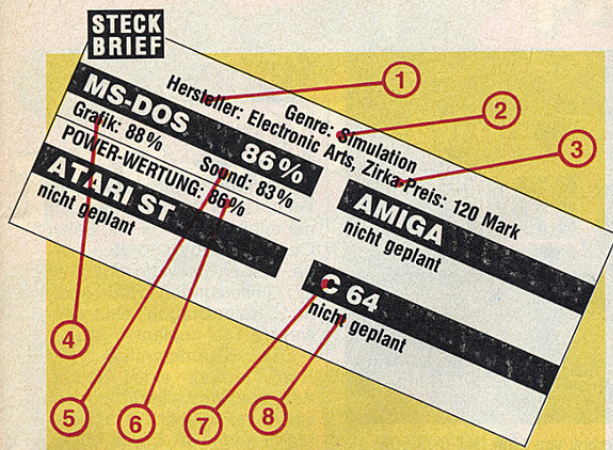 STECK
BRIEF
Genre: Simulation
Hersteller: Electronic Arts, Zirka-Preis: 120 Mark
MS-DOS 86%
Grafik: 88% Sound: 83%
POWER-WERTUNG: 86%
ATARI ST
nicht geplant
AMIGA
nicht geplant
C 64
nicht geplant
1
2
3
4
5
6
7
8